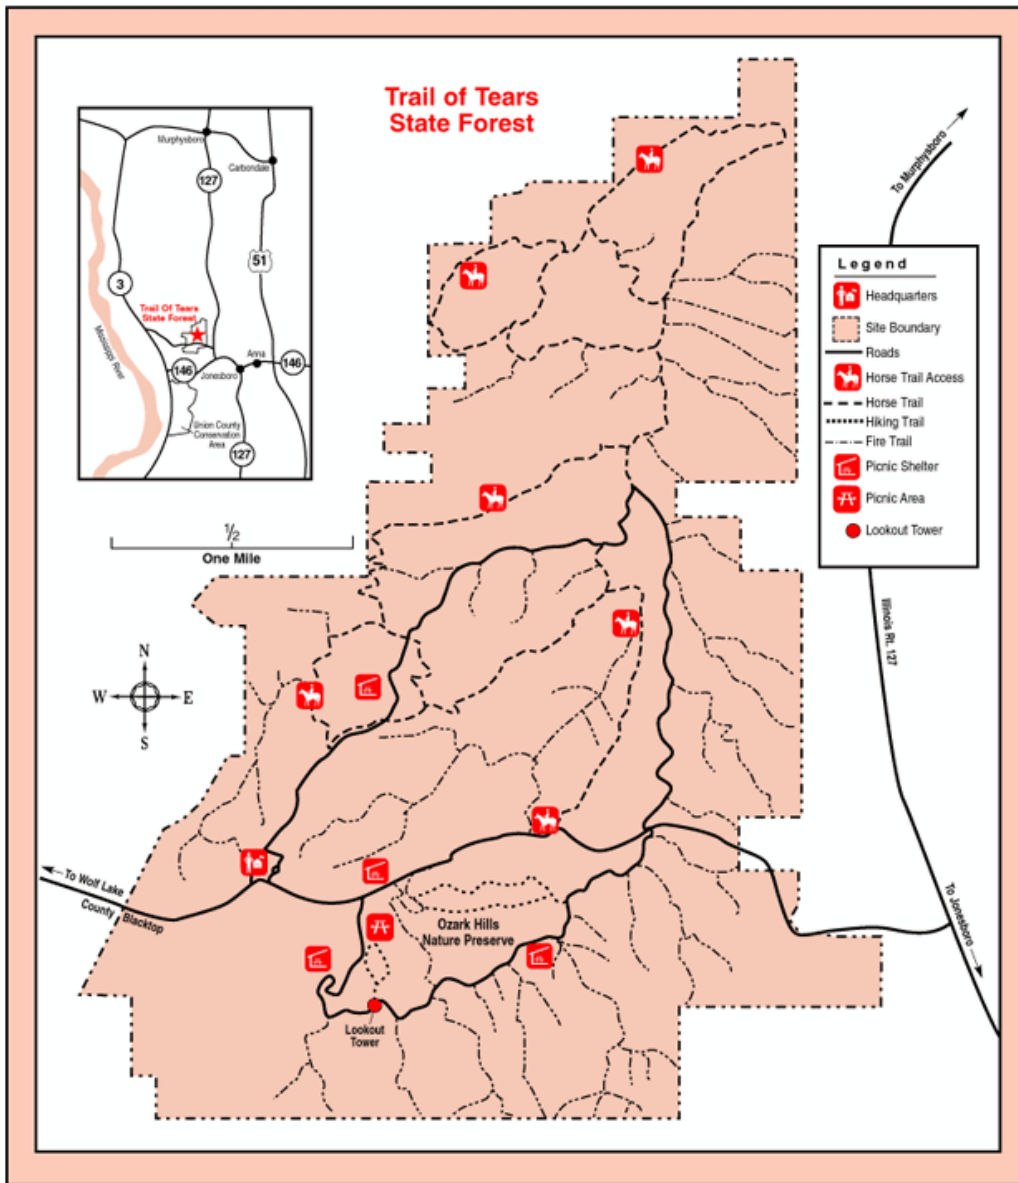 Trail of Tears
State Forest
Murphysboro
Carbondale
127
51
3
Trail Of Tears
State Forest
Mississippi River
146
Jonesboro
Anna
146
Union County
Conservation
Area
127
1/2
One Mile
N
W
E
S
To Murphysboro
Legend
Headquarters
Site Boundary
Roads
Horse Trail Access
Horse Trail
Hiking Trail
Fire Trail
Picnic Shelter
Picnic Area
Lookout Tower
Illinois Rt. 127
To Jonesboro
To Wolf Lake
County Blacktop
Ozark Hills
Nature Preserve
Lookout
Tower